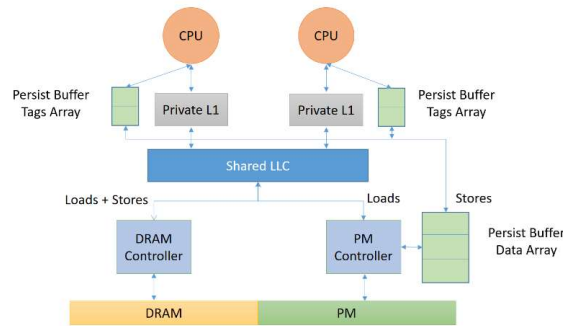 CPU
CPU
Persist Buffer
Tags Array
Private L1
Private L1
Persist Buffer
Tags Array
Shared LLC
Loads + Stores
Loads
Stores
DRAM
Controller
PM
Controller
Persist Buffer
Data Array
DRAM
PM